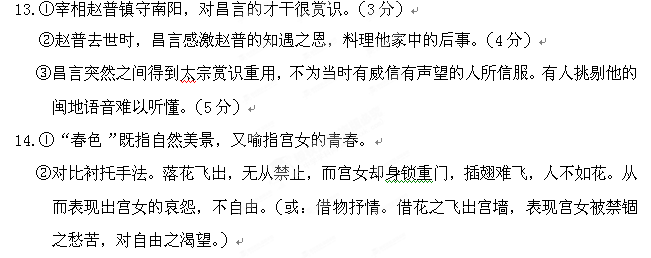 13.①宰相赵普镇守南阳，对昌言的才干很赏识。（3 分）
②赵普去世时，昌言感激赵普的知遇之恩，料理他家中的后事。（4 分）
③昌言突然之间得到太宗赏识重用，不为当时有威信有声望的人所信服。有人挑剔他的
闽地语音难以听懂。（5 分）
14.①“春色 ”既指自然美景，又喻指宫女的青春。
②对比衬托手法。落花飞出，无从禁止，而宫女却身锁重门，插翅难飞，人不如花。从
而表现出宫女的哀怨，不自由。（或：借物抒情。借花之飞出宫墙，表现宫女被禁锢
之愁苦，对自由之渴望。）